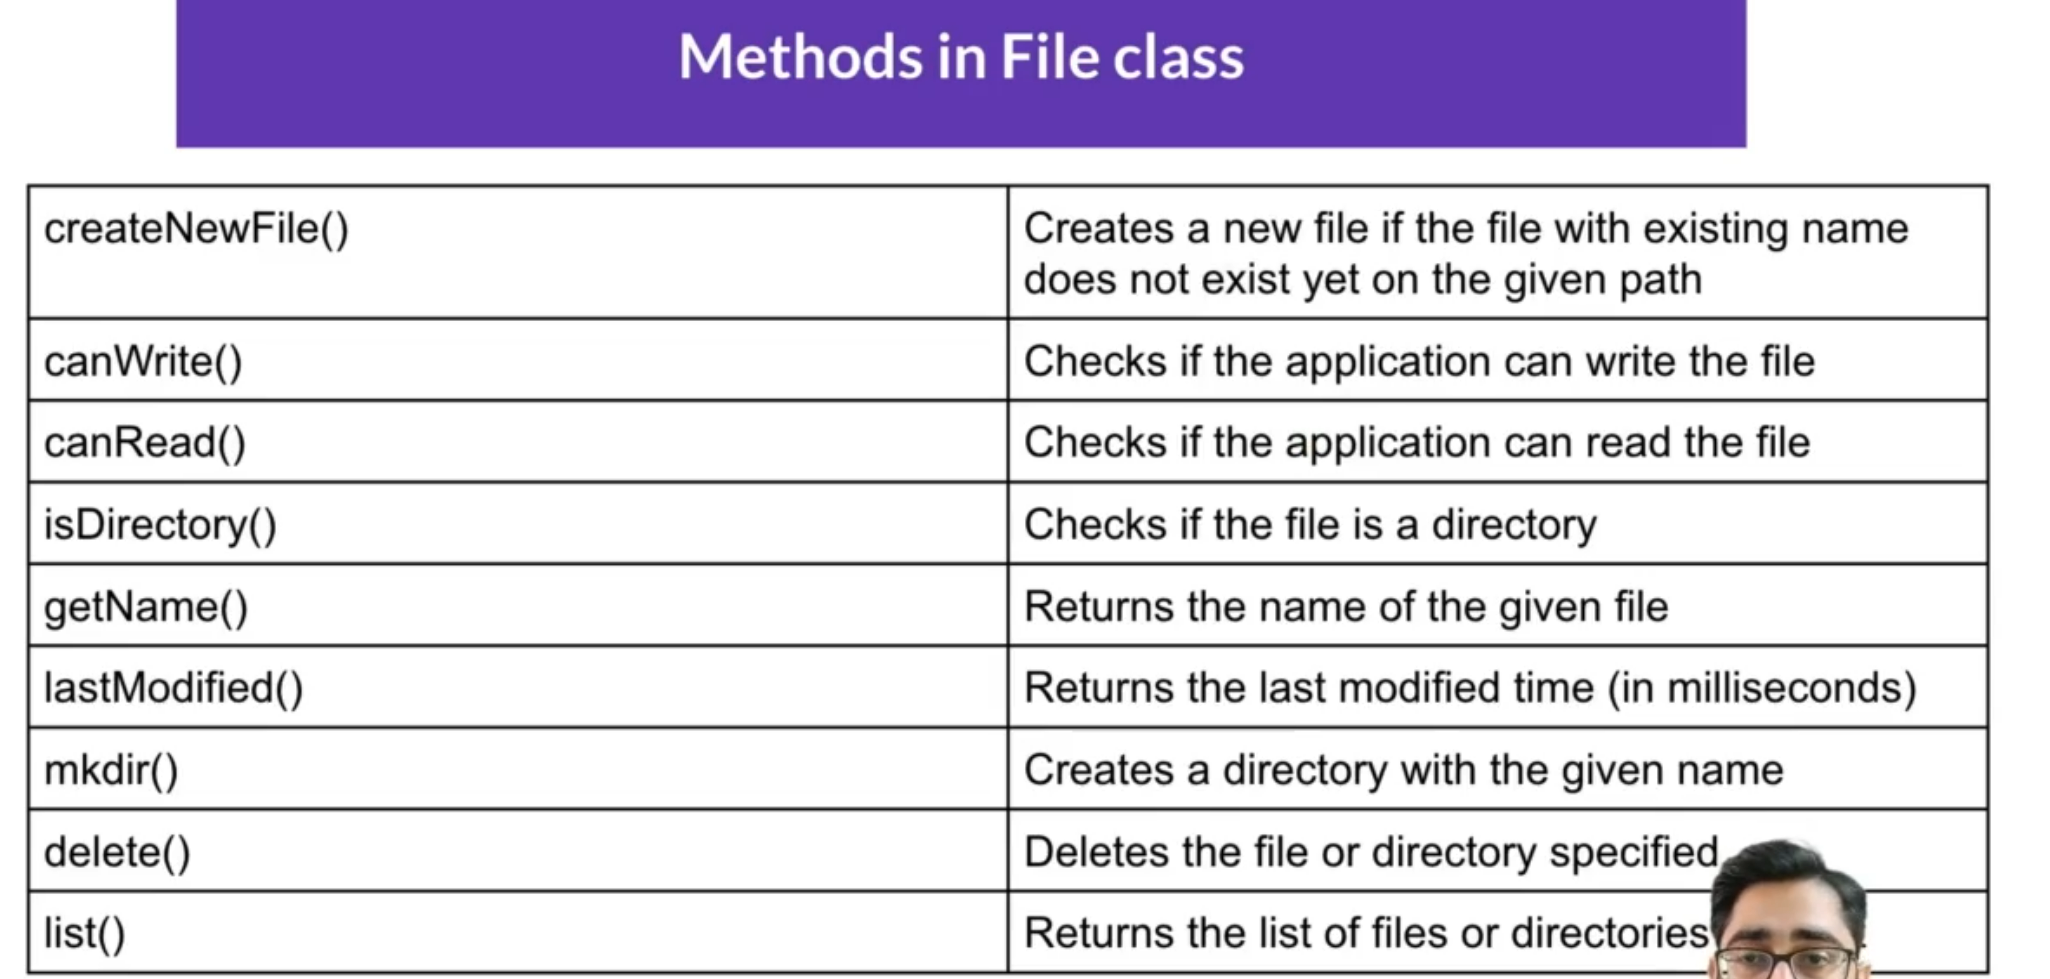 Methods in File class
createNewFile()
Creates a new file if the file with existing name
does not exist yet on the given path
canWrite()
Checks if the application can write the file
canRead()
Checks if the application can read the file
isDirectory()
Checks if the file is a directory
getName()
Returns the name of the given file
lastModified()
Returns the last modified time (in milliseconds)
mkdir()
Creates a directory with the given name
delete()
Deletes the file or directory specified
list()
Returns the list of files or directories